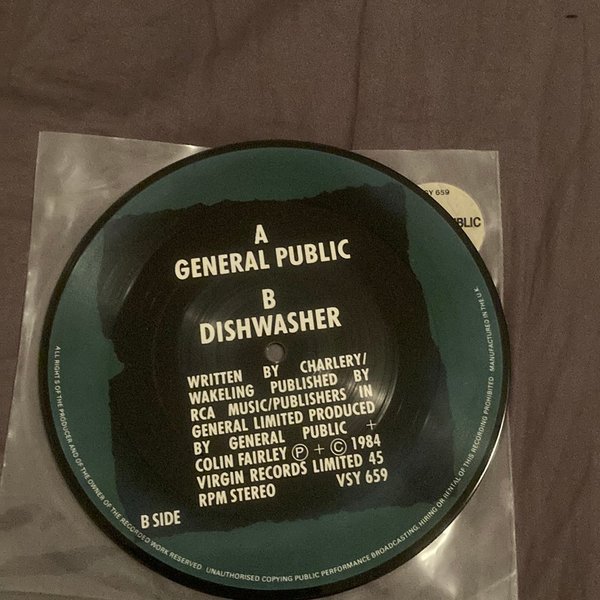 A
GENERAL PUBLIC
B
DISHWASHER
WRITTEN BY CHARLERY/
WAKELING PUBLISHED BY
RCA MUSIC/PUBLISHERS IN
GENERAL LIMITED PRODUCED
BY GENERAL PUBLIC +
COLIN FAIRLEY Ⓟ + © 1984
VIRGIN RECORDS LIMITED 45
RPM STEREO VSY 659
B SIDE
ALL RIGHTS OF THE PRODUCER AND OF THE OWNER OF THE RECORDED WORK RESERVED · UNAUTHORISED COPYING PUBLIC PERFORMANCE BROADCASTING, HIRING OR RENTAL OF THIS RECORDING PROHIBITED · MANUFACTURED IN THE U.K.
SY 659
BLIC